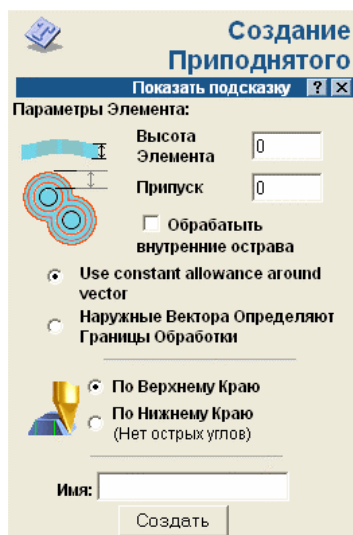 Создание
Приподнятого
Показать подсказку ? ×
Параметры Элемента:
Высота
Элемента
0
Припуск
0
Обрабатыть
внутренние острава
Use constant allowance around
vector
Наружные Вектора Определяют
Границы Обработки
По Верхнему Краю
По Нижнему Краю
(Нет острых углов)
Имя:
Создать